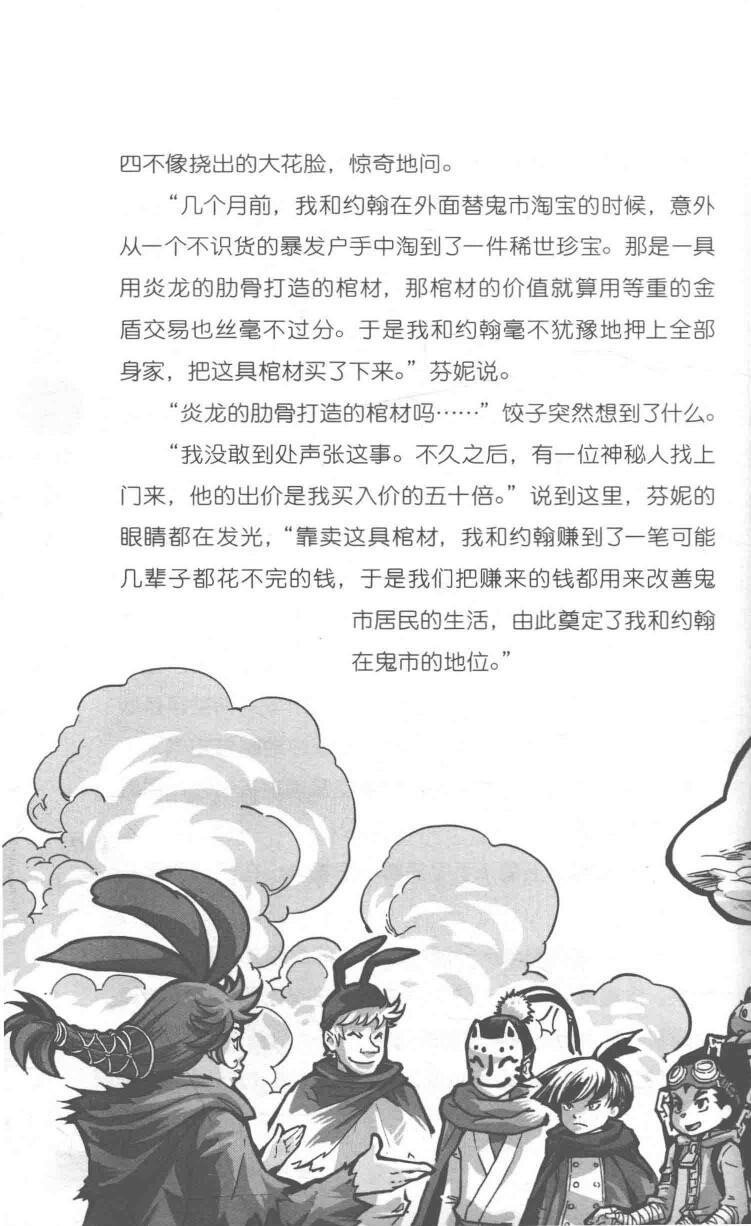 四不像挠出的大花脸，惊奇地问。
“几个月前，我和约翰在外面替鬼市淘宝的时候，意外
从一个不识货的暴发户手中淘到了一件稀世珍宝。那是一具
用炎龙的肋骨打造的棺材，那棺材的价值就算用等重的金
盾交易也丝毫不过分。于是我和约翰毫不犹豫地押上全部
身家，把这具棺材买了下来。”芬妮说。
“炎龙的肋骨打造的棺材吗……”饺子突然想到了什么。
“我没敢到处声张这事。不久之后，有一位神秘人找上
门来，他的出价是我买入价的五十倍。”说到这里，芬妮的
眼睛都在发光，“靠卖这具棺材，我和约翰赚到了一笔可能
几辈子都花不完的钱，于是我们把赚来的钱都用来改善鬼
市居民的生活，由此奠定了我和约翰
在鬼市的地位。”